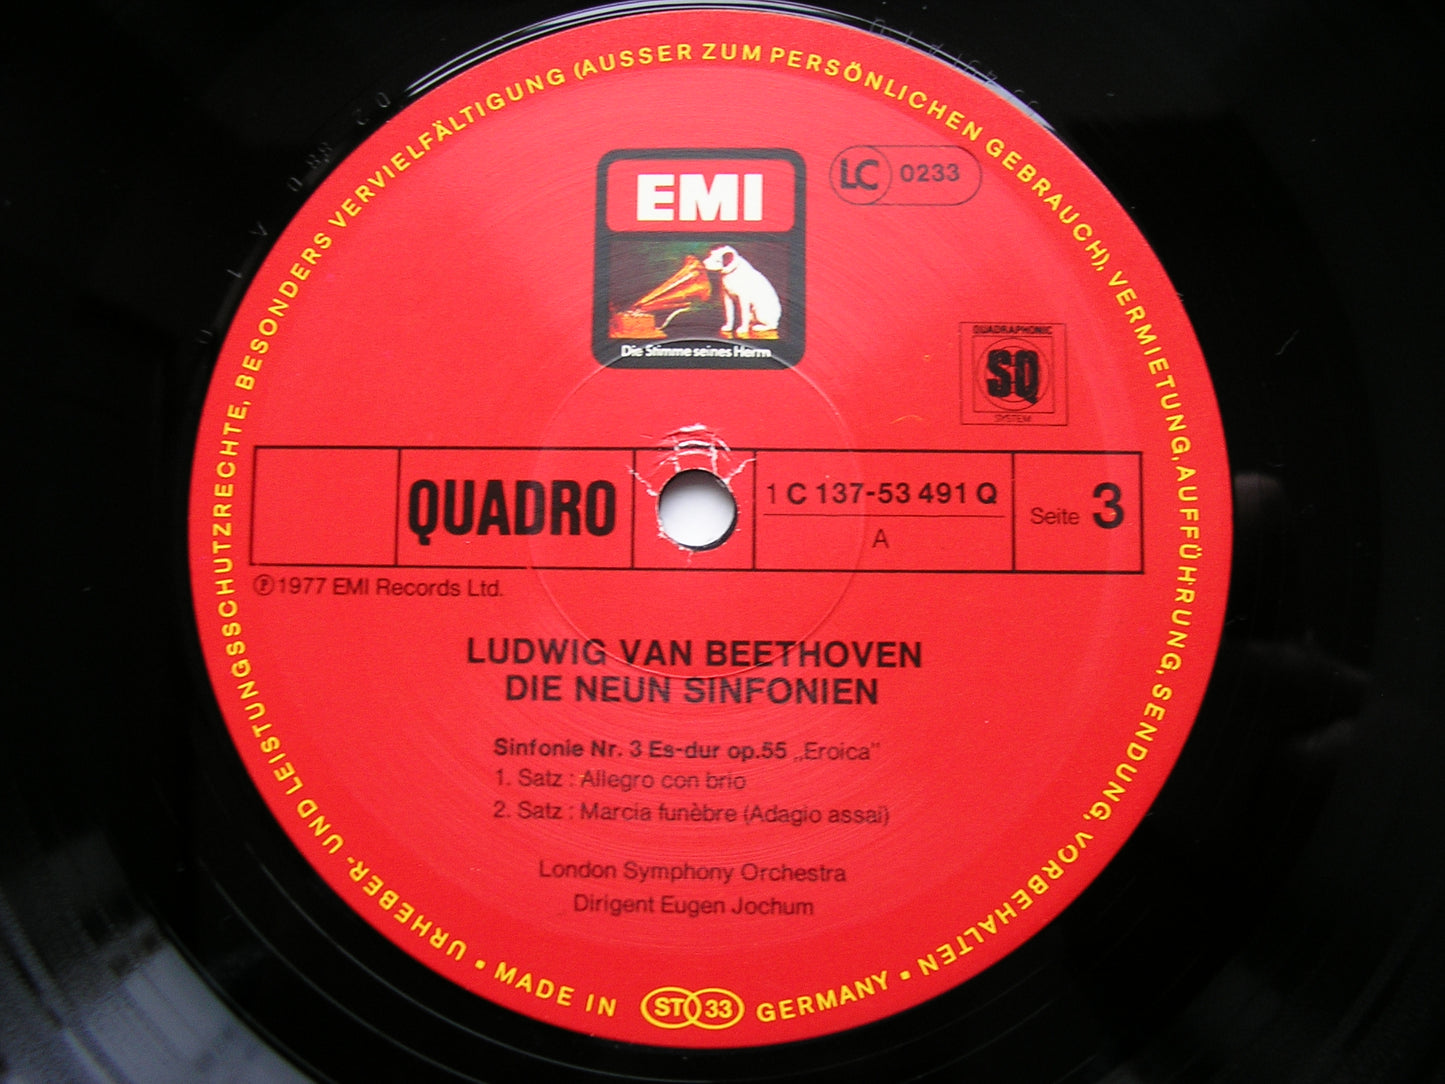 EMI
Die Stimme seines Herrn
LC 0233
QUADRAPHONIC
SQ
SYSTEM
QUADRO
1 C 137-53 491 Q
A
Seite 3
℗ 1977 EMI Records Ltd.
LUDWIG VAN BEETHOVEN
DIE NEUN SINFONIEN
Sinfonie Nr. 3 Es-dur op.55 „Eroica“
1. Satz : Allegro con brio
2. Satz : Marcia funèbre (Adagio assai)
London Symphony Orchestra
Dirigent Eugen Jochum
URHEBER- UND LEISTUNGSSCHUTZRECHTE, BESONDERS VERVIELFÄLTIGUNG (AUSSER ZUM PERSÖNLICHEN GEBRAUCH), VERMIETUNG, AUFFÜHRUNG, SENDUNG, VORBEHALTEN
• MADE IN ST 33 GERMANY •